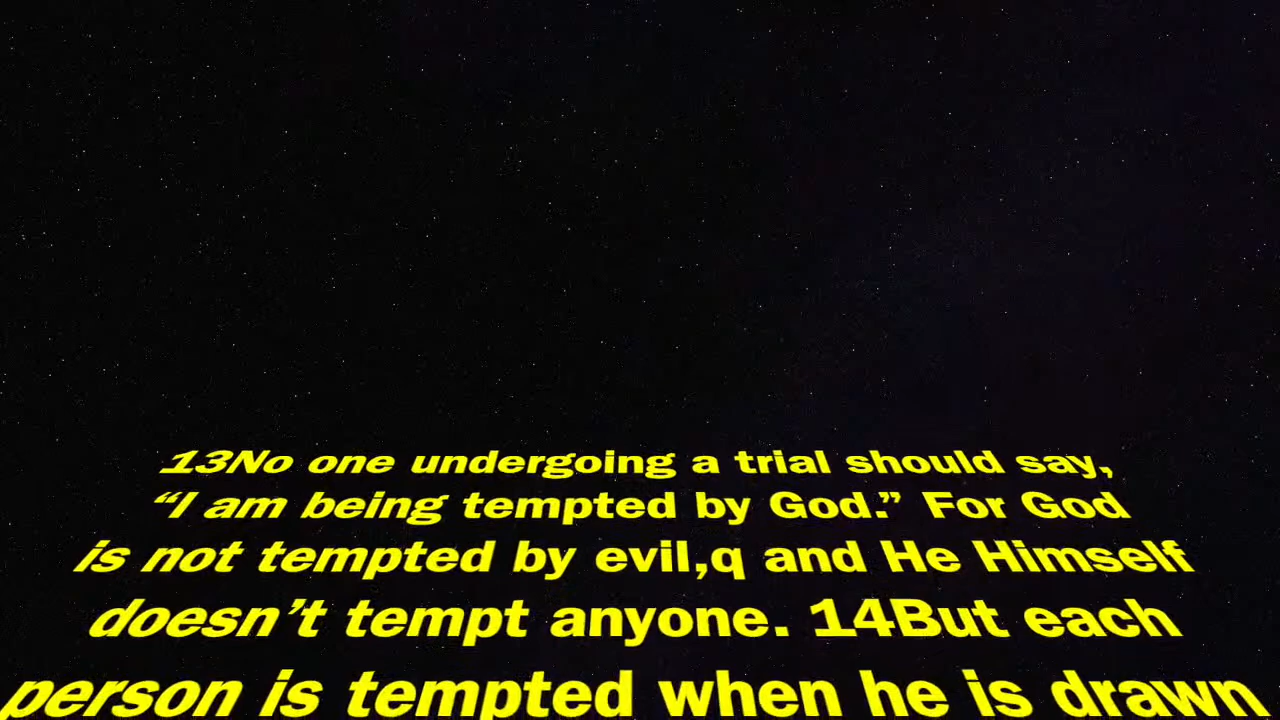 13No one undergoing a trial should say,
“I am being tempted by God.” For God
is not tempted by evil,q and He Himself
doesn’t tempt anyone. 14But each
person is tempted when he is drawn